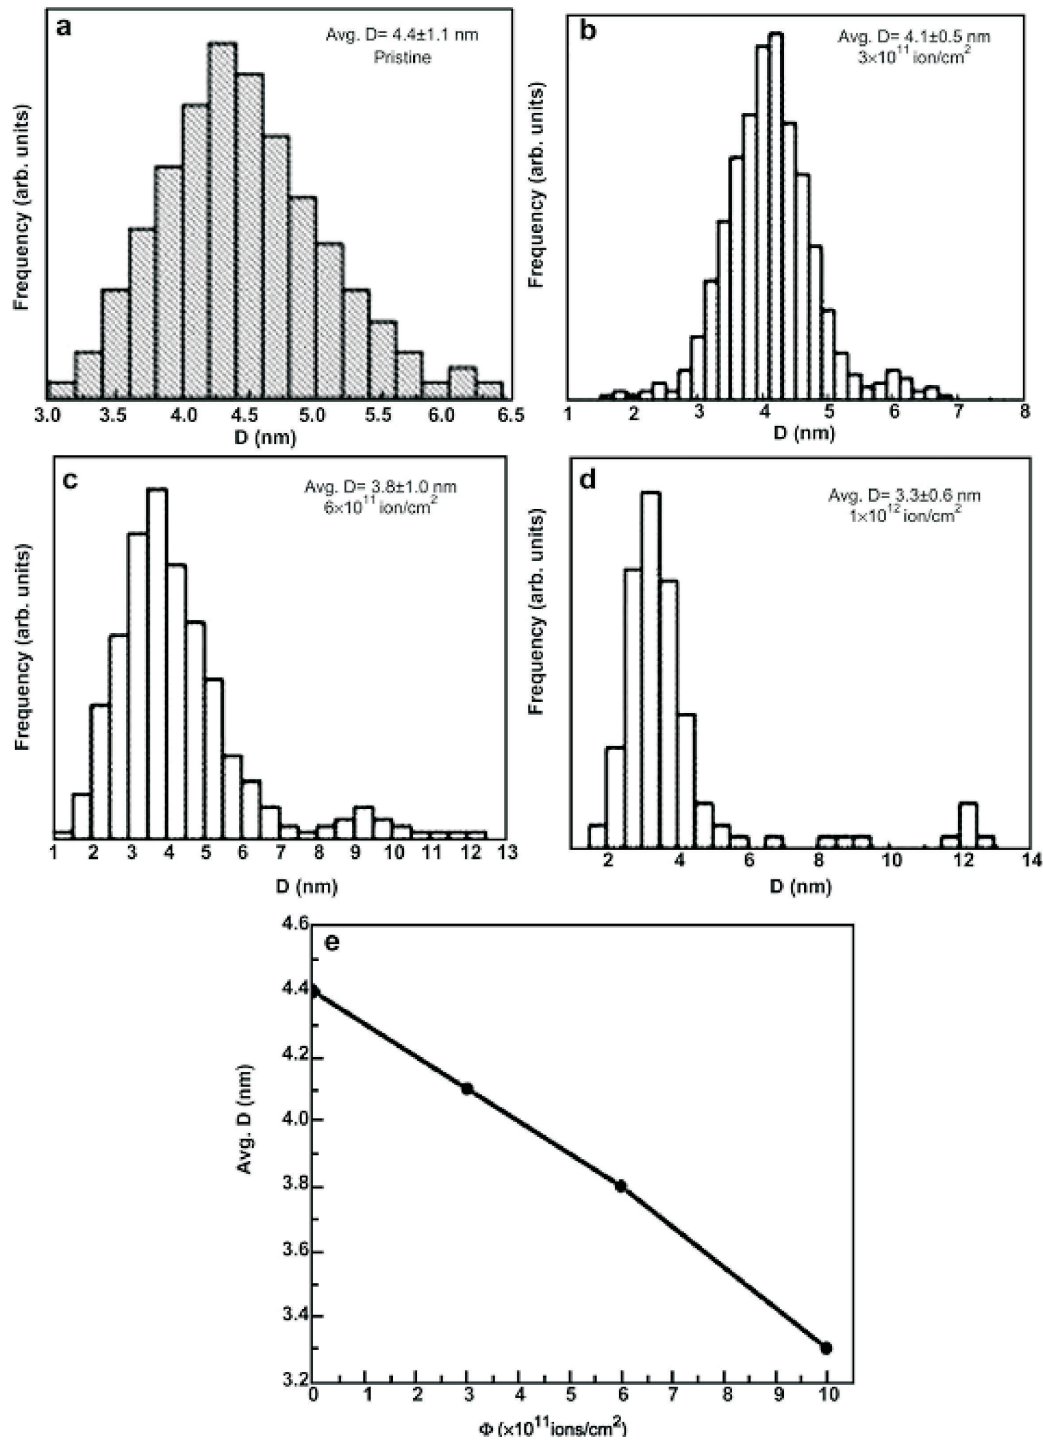 a
Avg. D= 4.4±1.1 nm
Pristine
Frequency (arb. units)
3.0 3.5 4.0 4.5 5.0 5.5 6.0 6.5
D (nm)
b
Avg. D= 4.1±0.5 nm
3×10¹¹ ion/cm²
Frequency (arb. units)
1 2 3 4 5 6 7 8
D (nm)
c
Avg. D= 3.8±1.0 nm
6×10¹¹ ion/cm²
Frequency (arb. units)
1 2 3 4 5 6 7 8 9 10 11 12 13
D (nm)
d
Avg. D= 3.3±0.6 nm
1×10¹² ion/cm²
Frequency (arb. units)
2 4 6 8 10 12 14
D (nm)
e
4.6
4.4
4.2
4.0
3.8
3.6
3.4
3.2
Avg. D (nm)
0 1 2 3 4 5 6 7 8 9 10
Φ (×10¹¹ions/cm²)